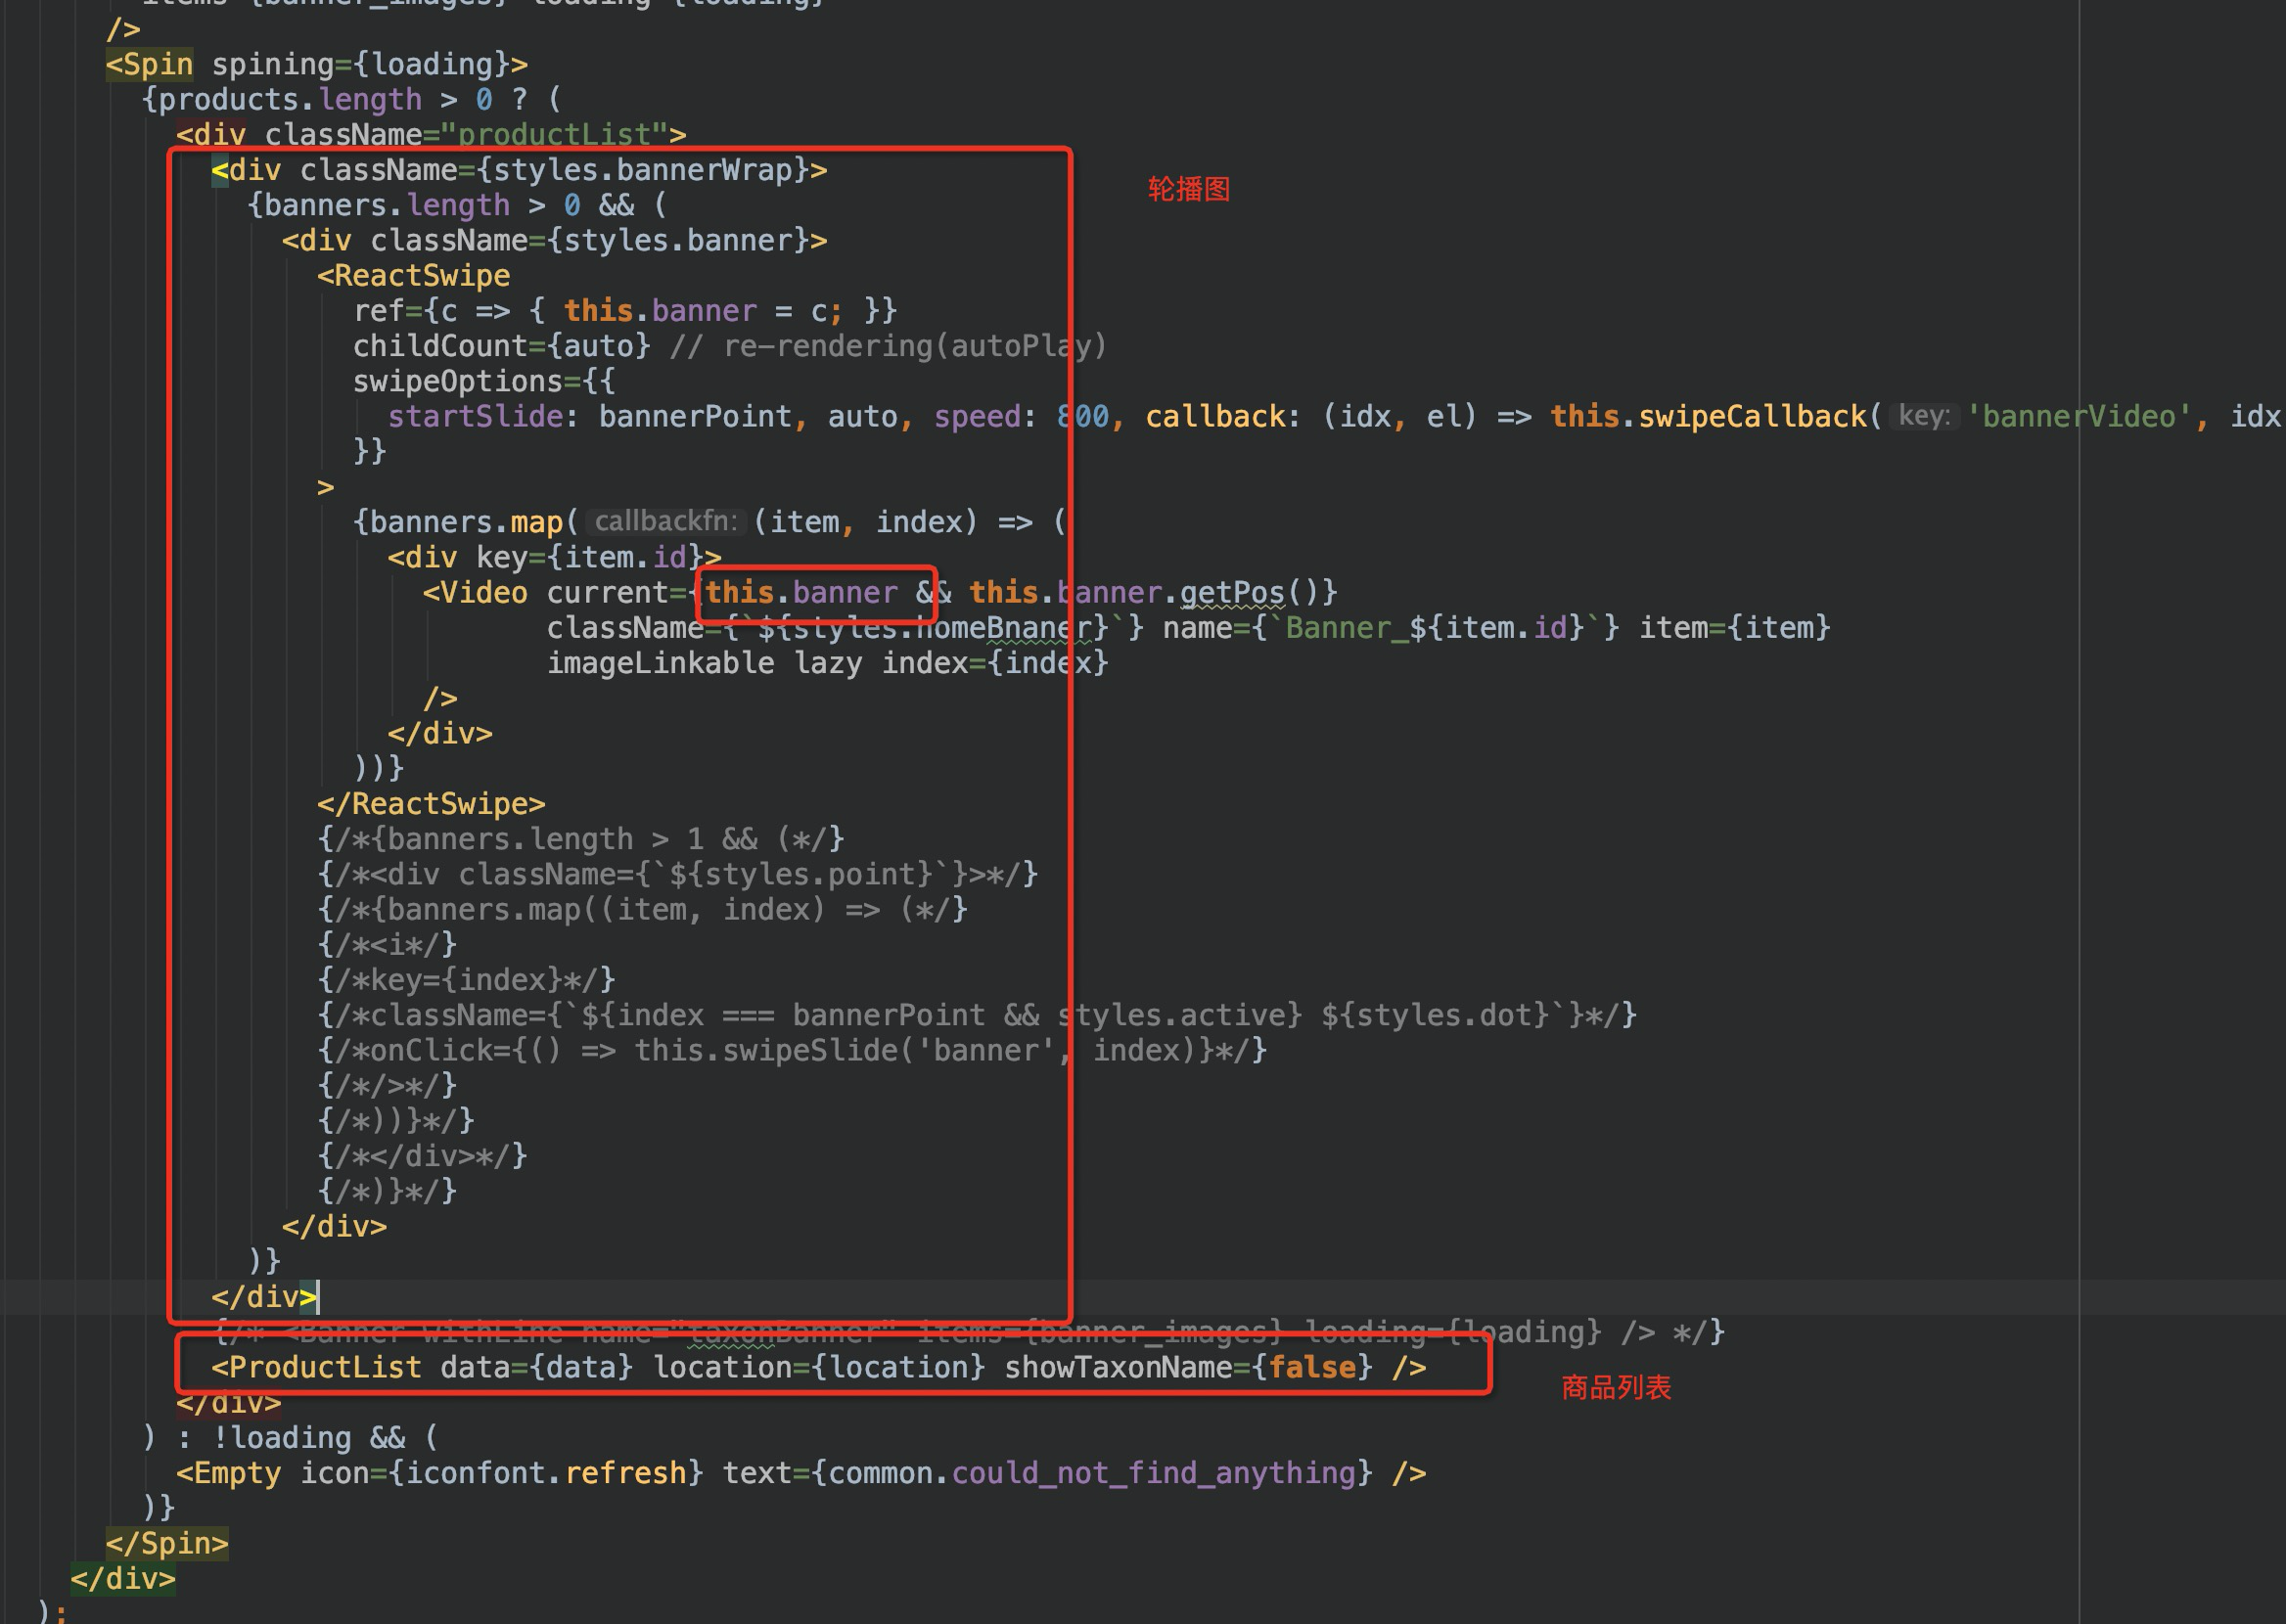 items={banner_images} loading={loading}
/>
<Spin spining={loading}>
{products.length > 0 ? (
<div className="productList">
<div className={styles.bannerWrap}>
轮播图
{banners.length > 0 && (
<div className={styles.banner}>
<ReactSwipe
ref={c => { this.banner = c; }}
childCount={auto} // re-rendering(autoPlay)
swipeOptions={{
startSlide: bannerPoint, auto, speed: 800, callback: (idx, el) => this.swipeCallback( key: 'bannerVideo', idx
}}
>
{banners.map( callbackfn: (item, index) => (
<div key={item.id}>
<Video current={this.banner && this.banner.getPos()}
className={`${styles.homeBnaner}`} name={`Banner_${item.id}`} item={item}
imageLinkable lazy index={index}
/>
</div>
))}
</ReactSwipe>
{/*{banners.length > 1 && (*/}
{/*<div className={`${styles.point}`}>*/}
{/*{banners.map((item, index) => (*/}
{/*<i*/}
{/*key={index}*/}
{/*className={`${index === bannerPoint && styles.active} ${styles.dot}`}*/}
{/*onClick={() => this.swipeSlide('banner', index)}*/}
{/*/>*/}
{/*))}*/}
{/*</div>*/}
{/*)}*/}
</div>
)}
</div>
{/* <Banner withLine name="taxonBanner" items={banner_images} loading={loading} /> */}
<ProductList data={data} location={location} showTaxonName={false} />
商品列表
</div>
) : !loading && (
<Empty icon={iconfont.refresh} text={common.could_not_find_anything} />
)}
</Spin>
</div>
);